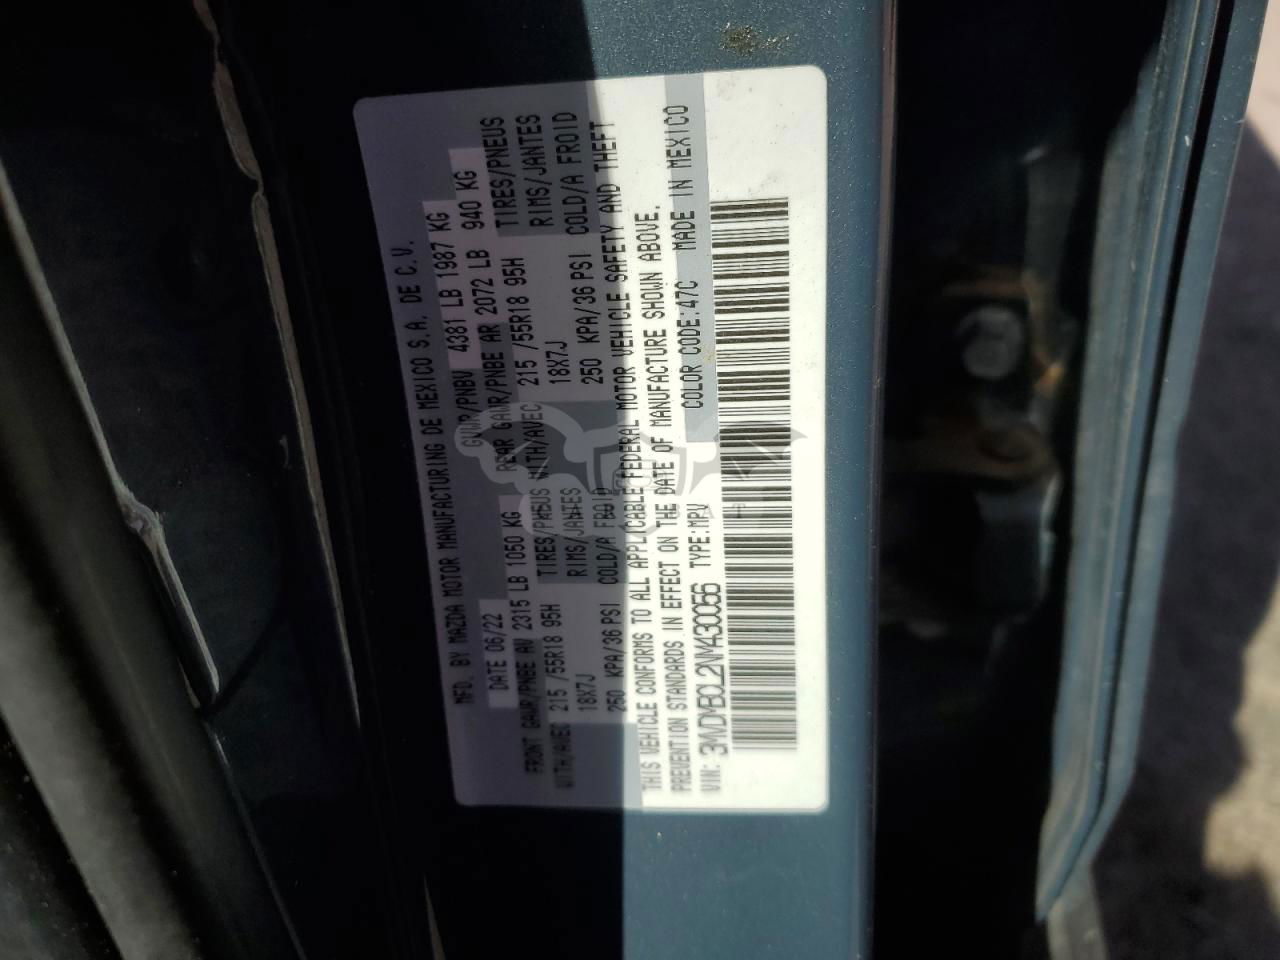 MFD. BY MAZDA MOTOR MANUFACTURING DE MEXICO S.A. DE C.V.
DATE 06/22 GVWR/PNBV 4381 LB 1987 KG
FRONT GAWR/PNBE AV 2315 LB 1050 KG REAR GAWR/PNBE AR 2072 LB 940 KG
WITH/AVEC 215 /55R18 95H TIRES/PNEUS WITH/AVEC 215 /55R18 95H TIRES/PNEUS
18X7J RIMS/JANTES 18X7J RIMS/JANTES
250 KPA/36 PSI COLD/A FROID 250 KPA/36 PSI COLD/A FROID
THIS VEHICLE CONFORMS TO ALL APPLICABLE FEDERAL MOTOR VEHICLE SAFETY AND THEFT
PREVENTION STANDARDS IN EFFECT ON THE DATE OF MANUFACTURE SHOWN ABOVE.
VIN: 3MVDMBCL2NM430056 TYPE:MPV COLOR CODE:47C MADE IN MEXICO